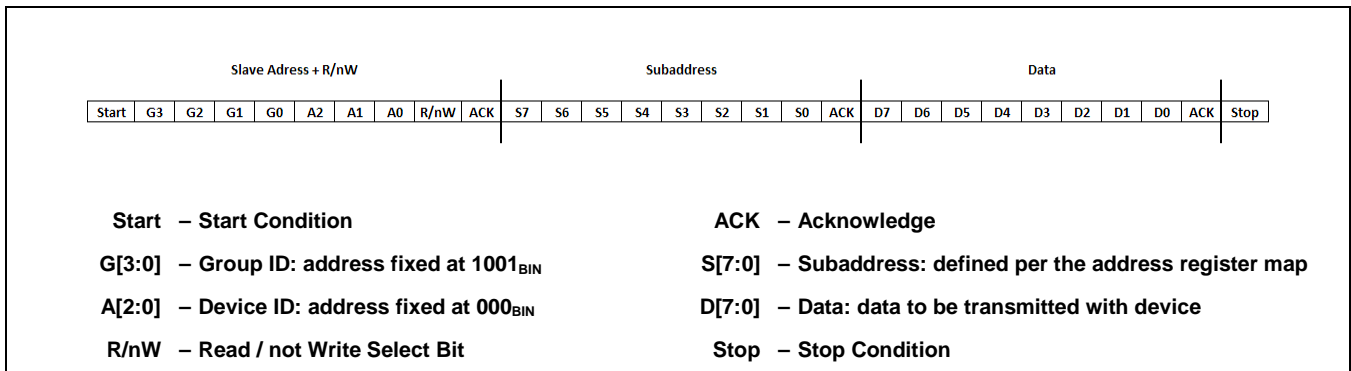 Slave Adress + R/nW Subaddress Data
Start G3 G2 G1 G0 A2 A1 A0 R/nW ACK S7 S6 S5 S4 S3 S2 S1 S0 ACK D7 D6 D5 D4 D3 D2 D1 D0 ACK Stop
Start – Start Condition ACK – Acknowledge
G[3:0] – Group ID: address fixed at 1001BIN S[7:0] – Subaddress: defined per the address register map
A[2:0] – Device ID: address fixed at 000BIN D[7:0] – Data: data to be transmitted with device
R/nW – Read / not Write Select Bit Stop – Stop Condition